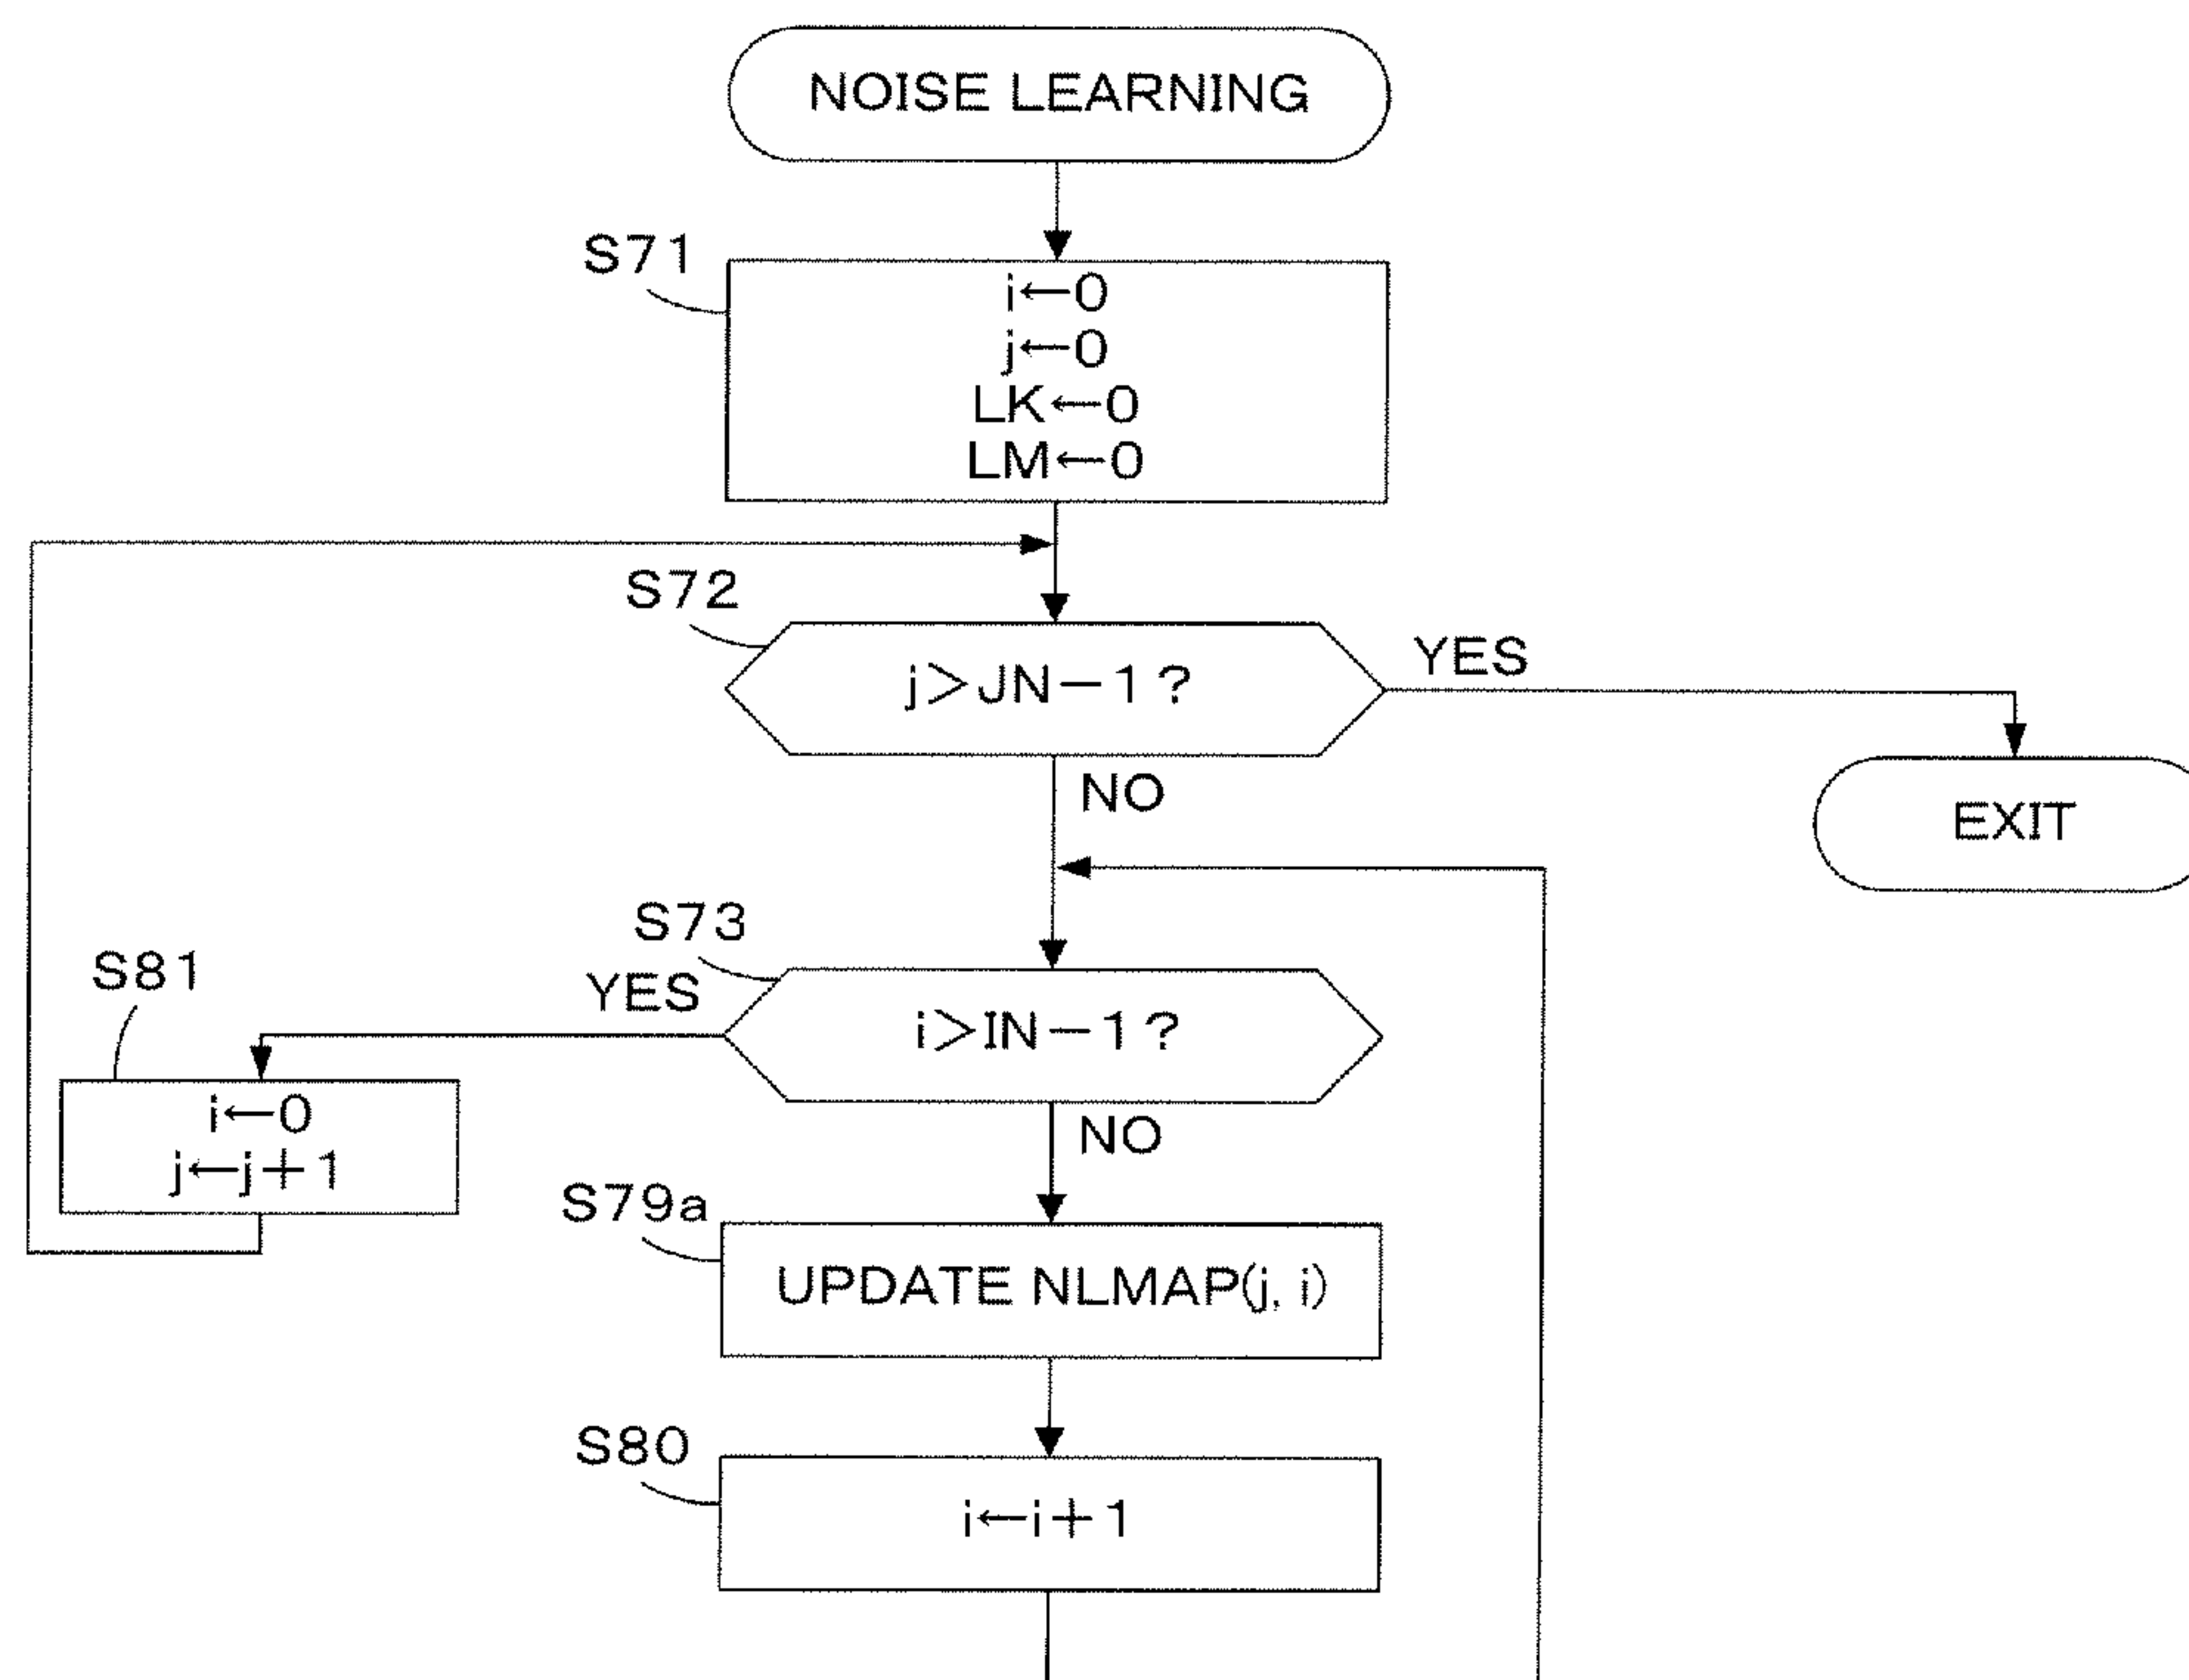 NOISE LEARNING
S71
i←0
j←0
LK←0
LM←0
S72
j>JN−1?
YES
NO
EXIT
S73
YES
i>IN−1?
S81
i←0
j←j+1
NO
S79a
UPDATE NLMAP(j, i)
S80
i←i+1